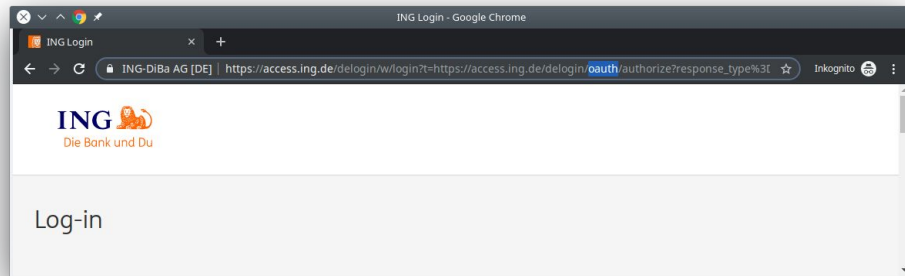 ING Login - Google Chrome
ING Login
ING-DiBa AG [DE] | https://access.ing.de/delogin/w/login?t=https://access.ing.de/delogin/oauth/authorize?response_type%3D Inkognito
ING
Die Bank und Du
Log-in